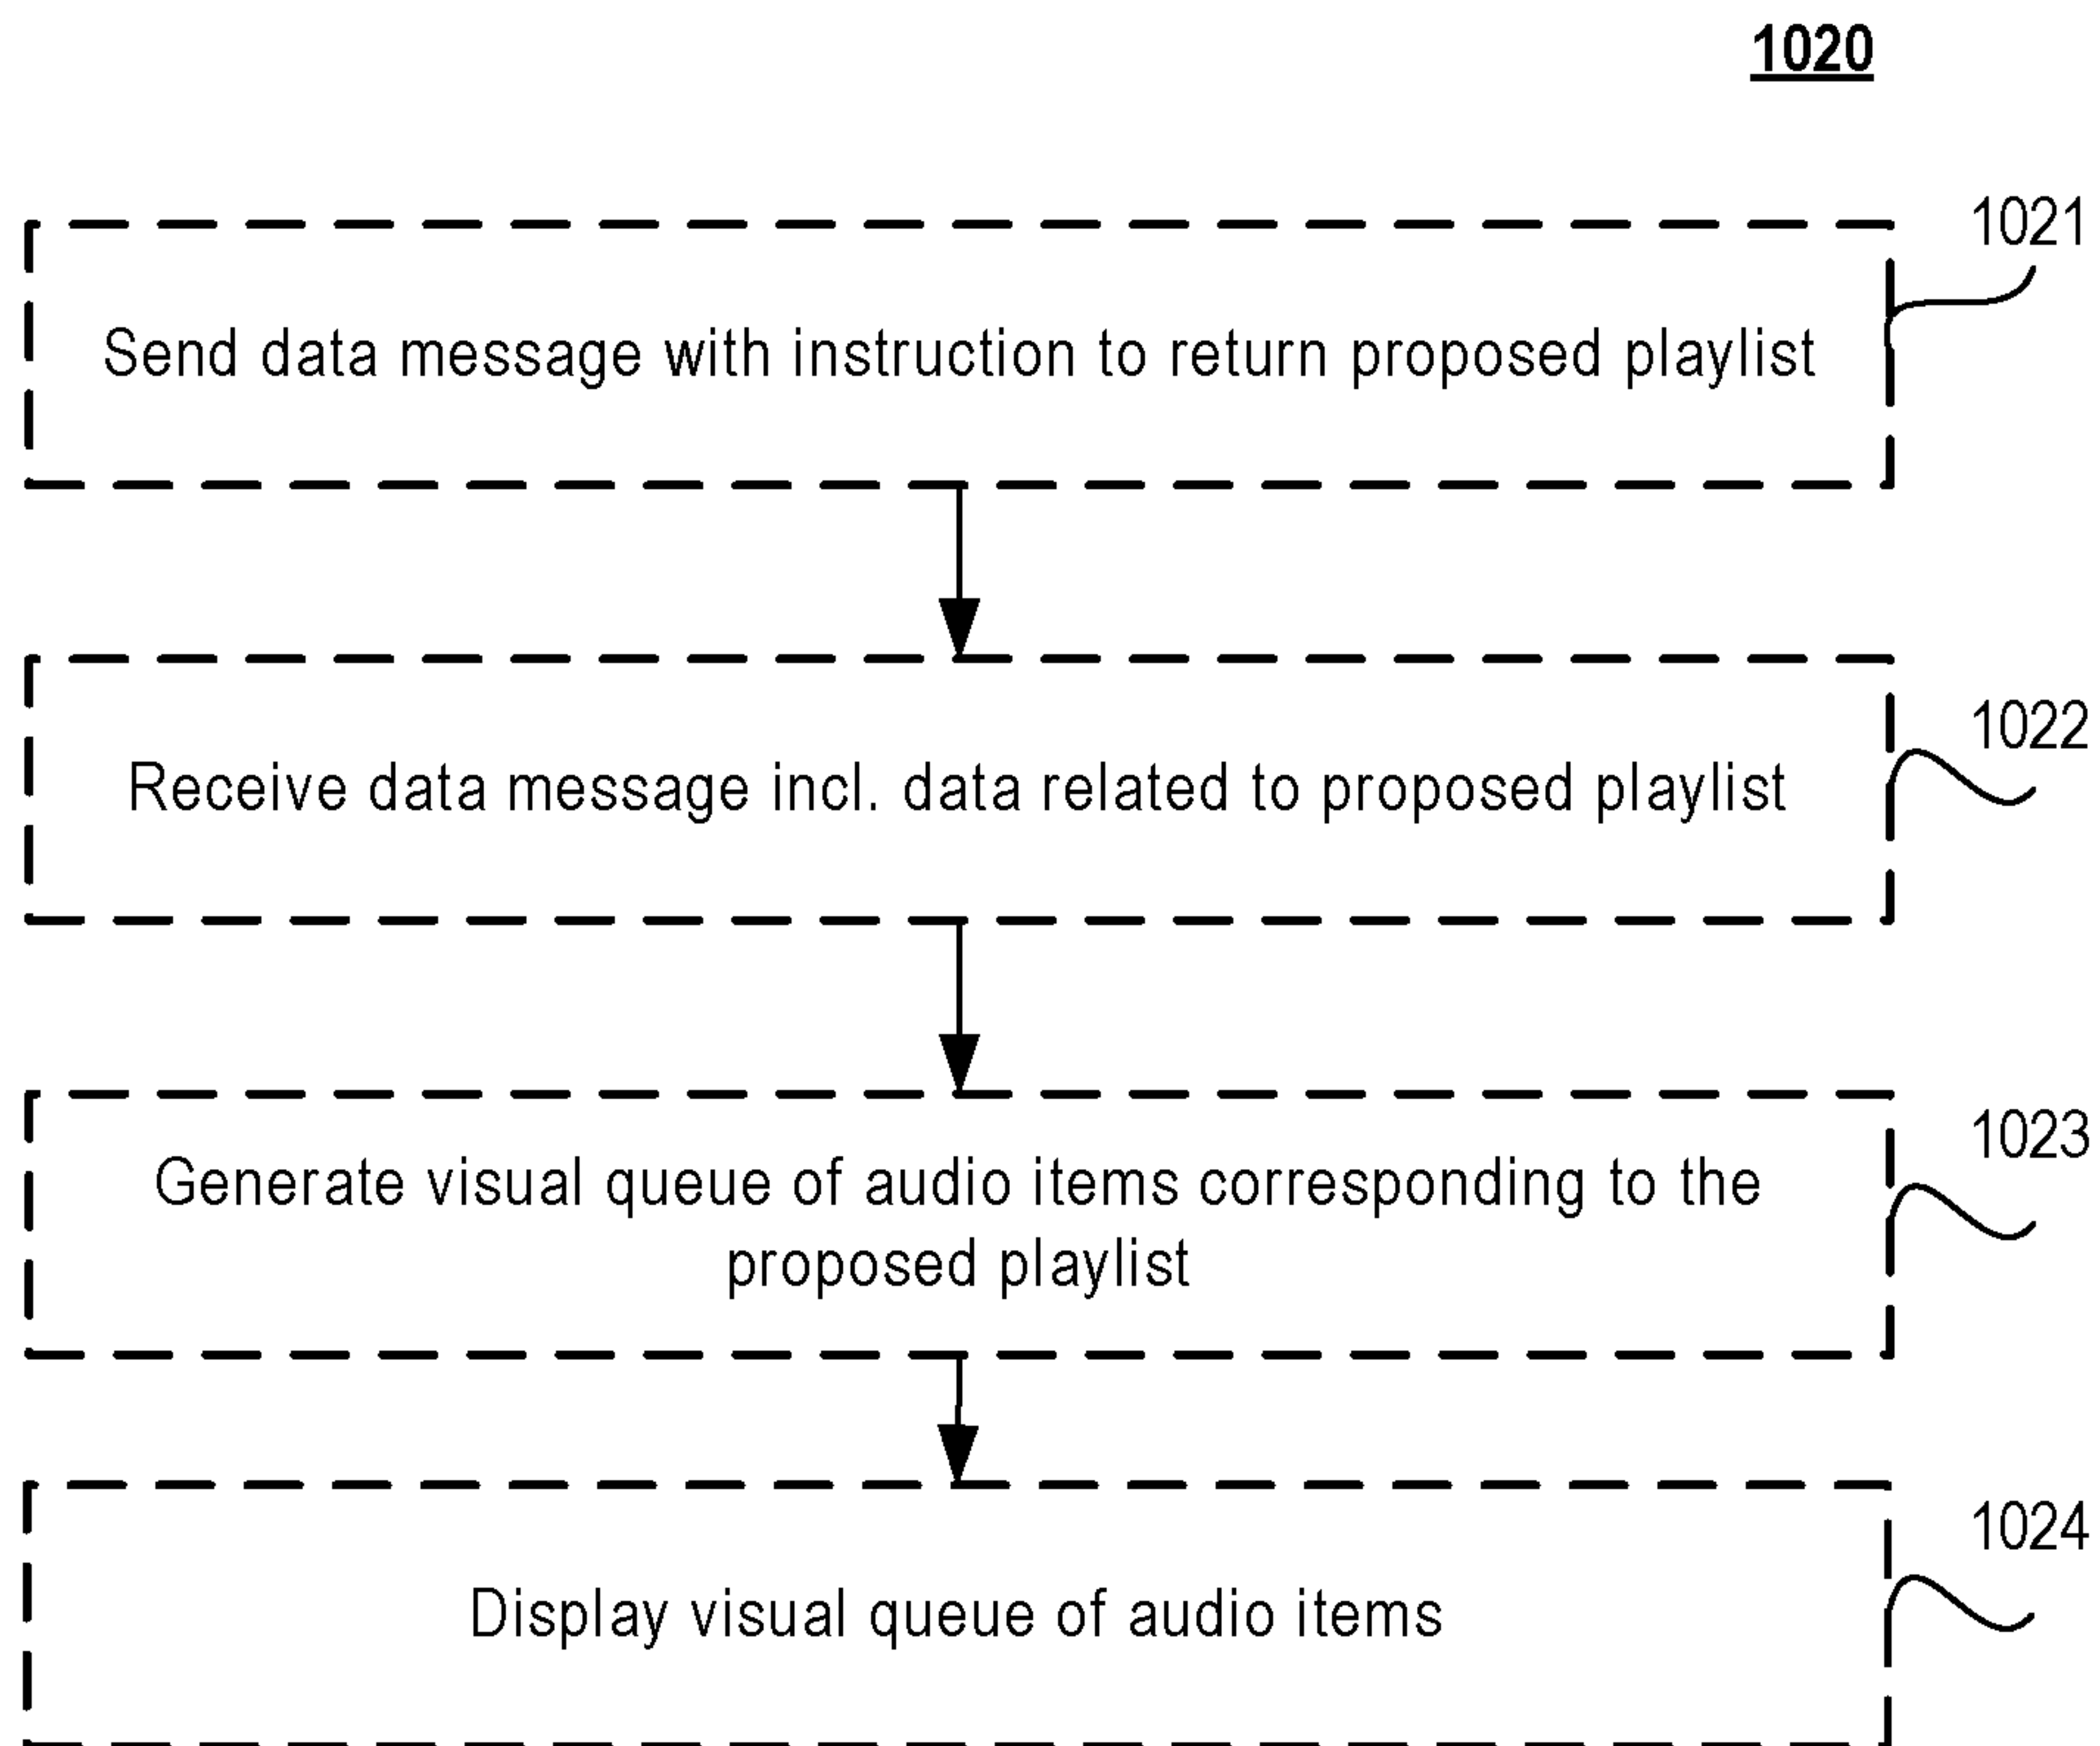 1020
1021
Send data message with instruction to return proposed playlist
1022
Receive data message incl. data related to proposed playlist
1023
Generate visual queue of audio items corresponding to the
proposed playlist
1024
Display visual queue of audio items